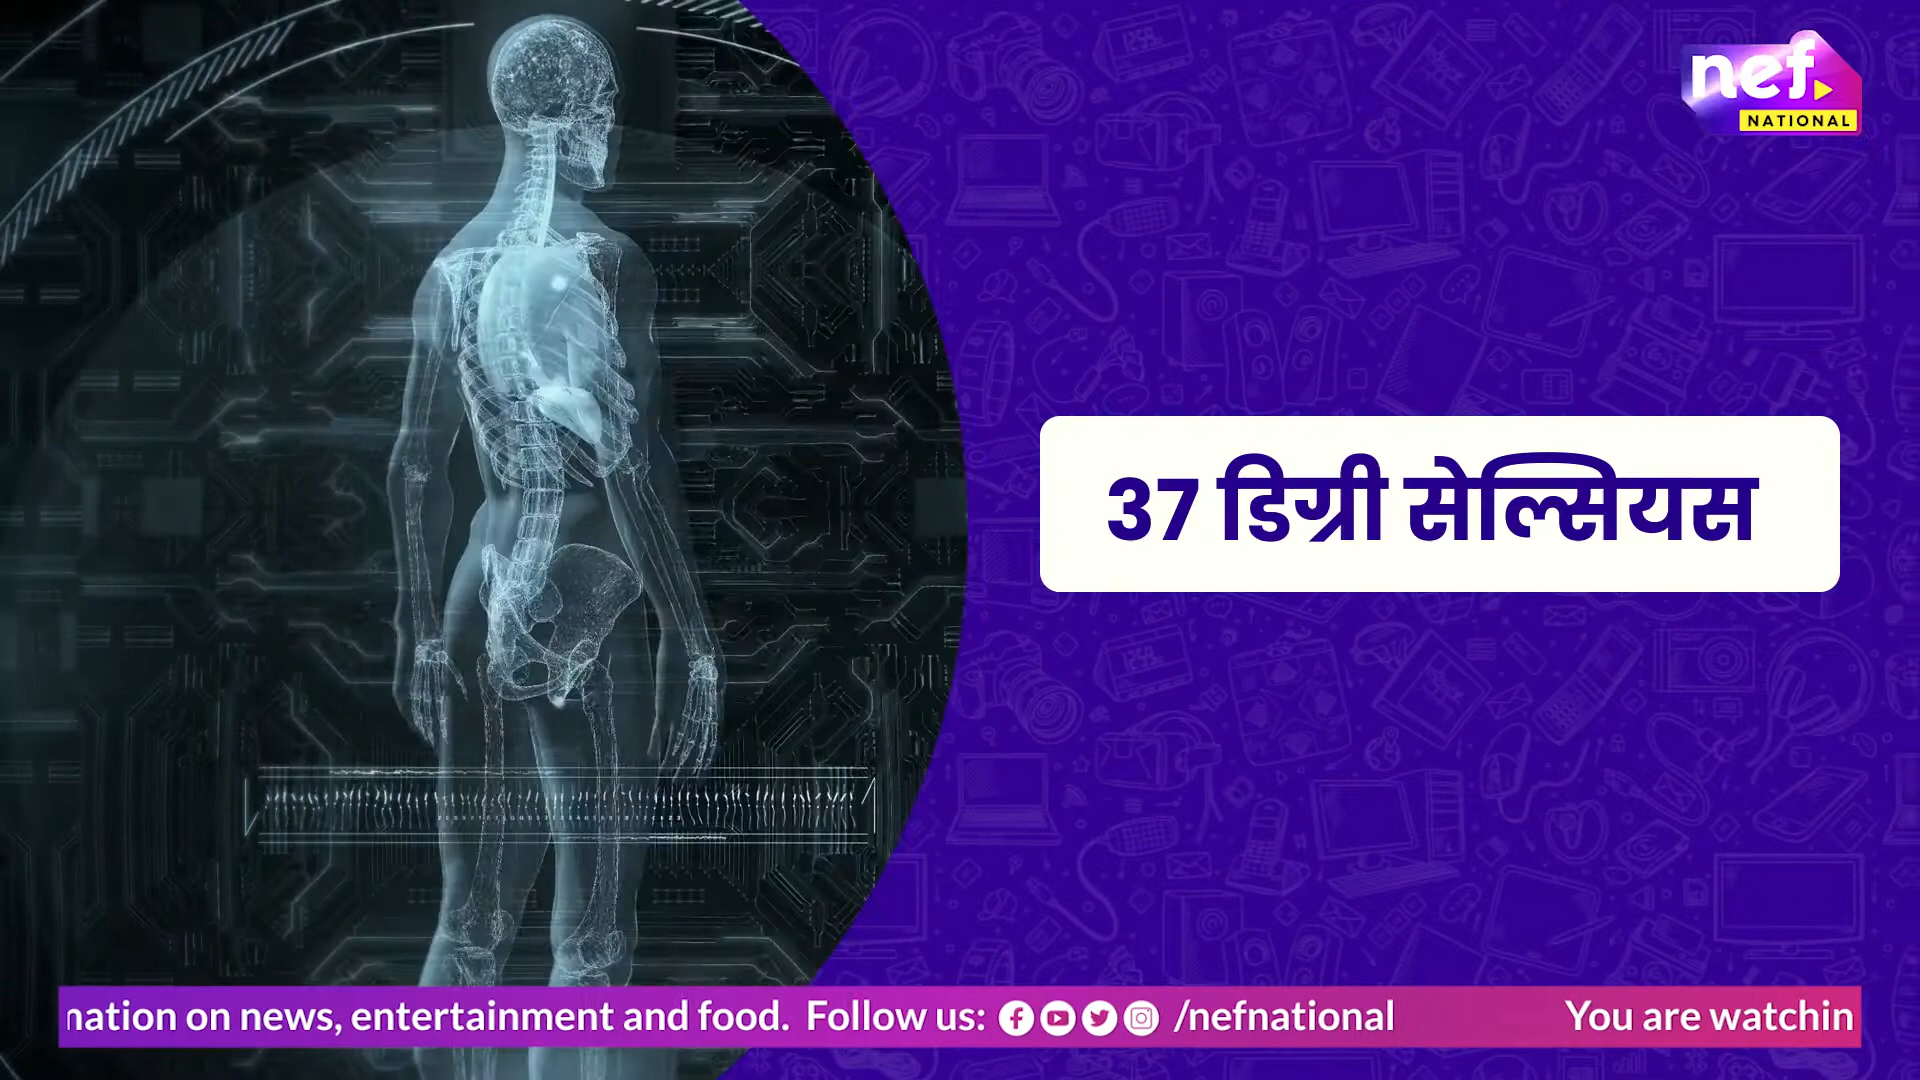 nef
NATIONAL
37 डिग्री सेल्सियस
nation on news, entertainment and food. Follow us: /nefnational You are watchin